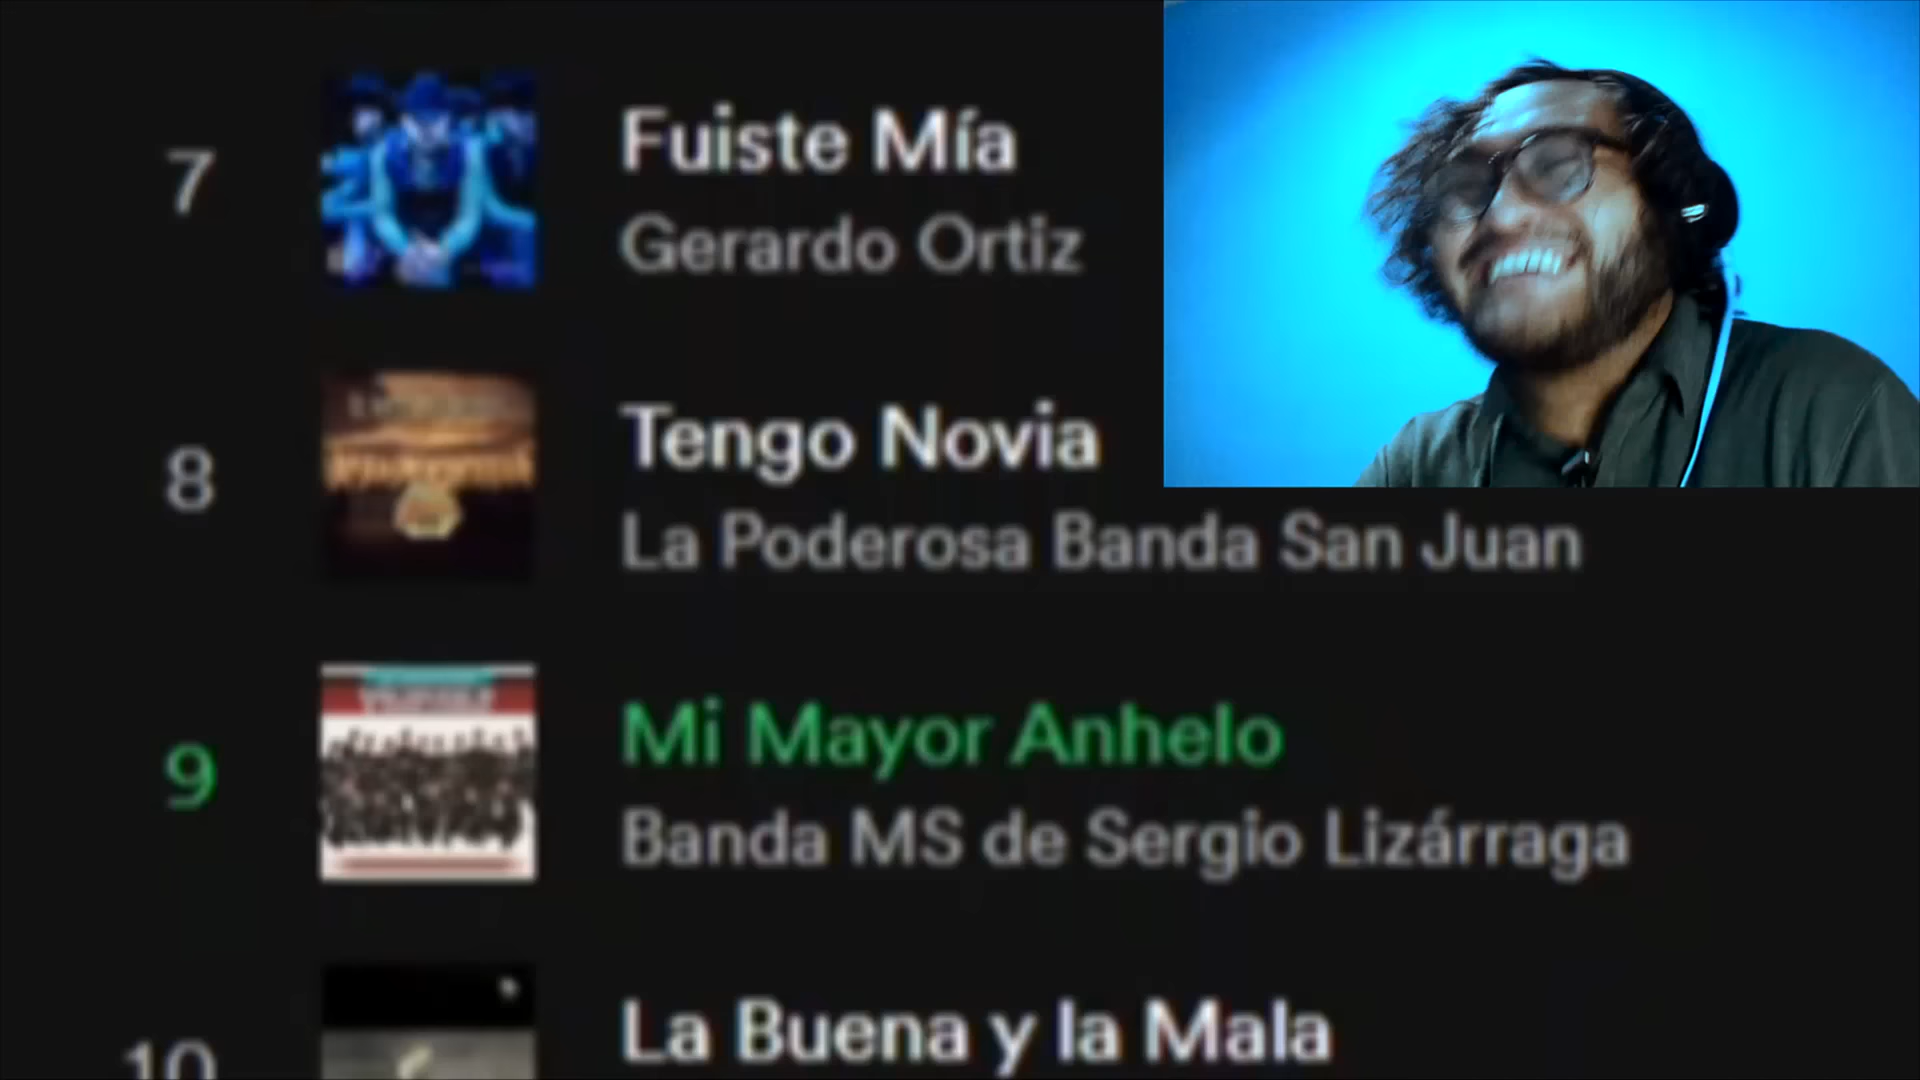 7
Fuiste Mía
Gerardo Ortiz
8
Tengo Novia
La Poderosa Banda San Juan
9
Mi Mayor Anhelo
Banda MS de Sergio Lizárraga
10
La Buena y la Mala